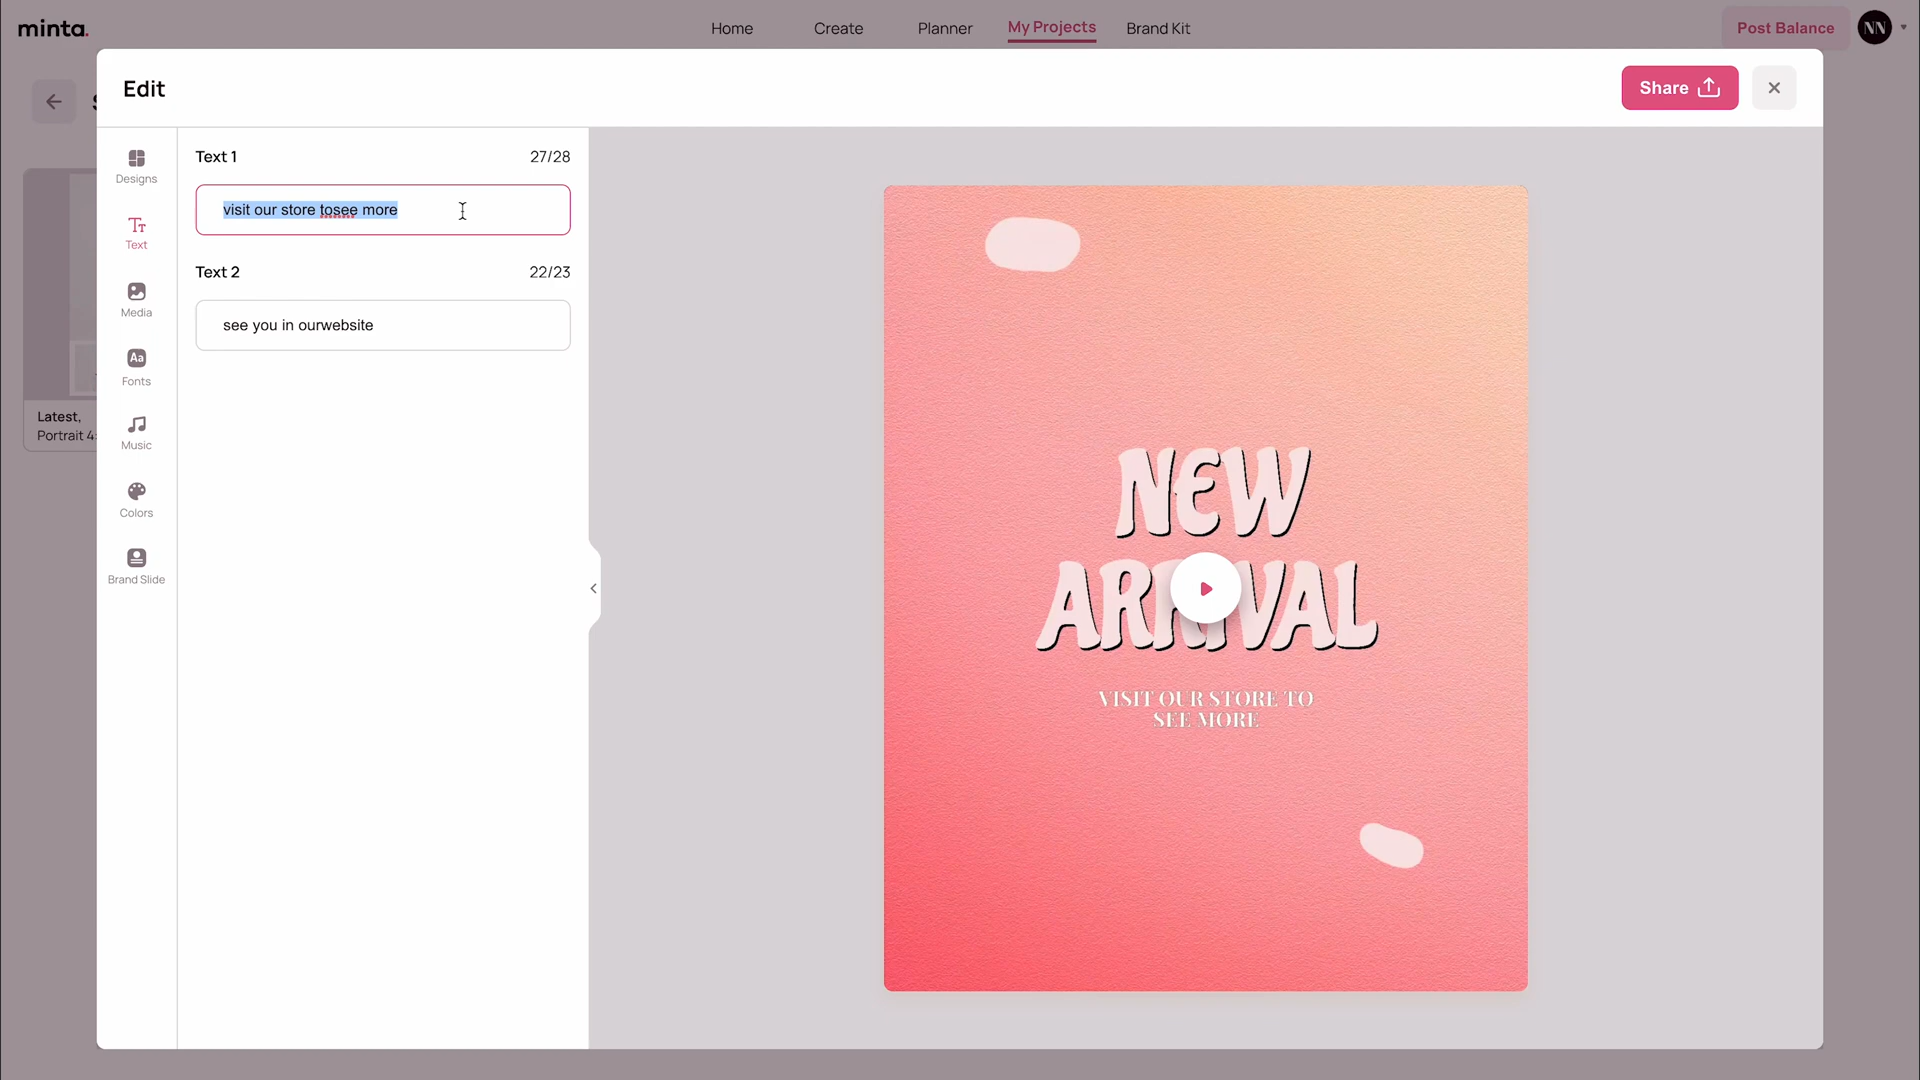 minta.
Home
Create
Planner
My Projects
Brand Kit
Post Balance
NN
Edit
Share
Designs
Text
Media
Aa
Fonts
Music
Colors
Brand Slide
Text 1
27/28
visit our store tosee more
Text 2
22/23
see you in ourwebsite
Latest,
Portrait 4:
NEW
ARRIVAL
VISIT OUR STORE TO
SEE MORE